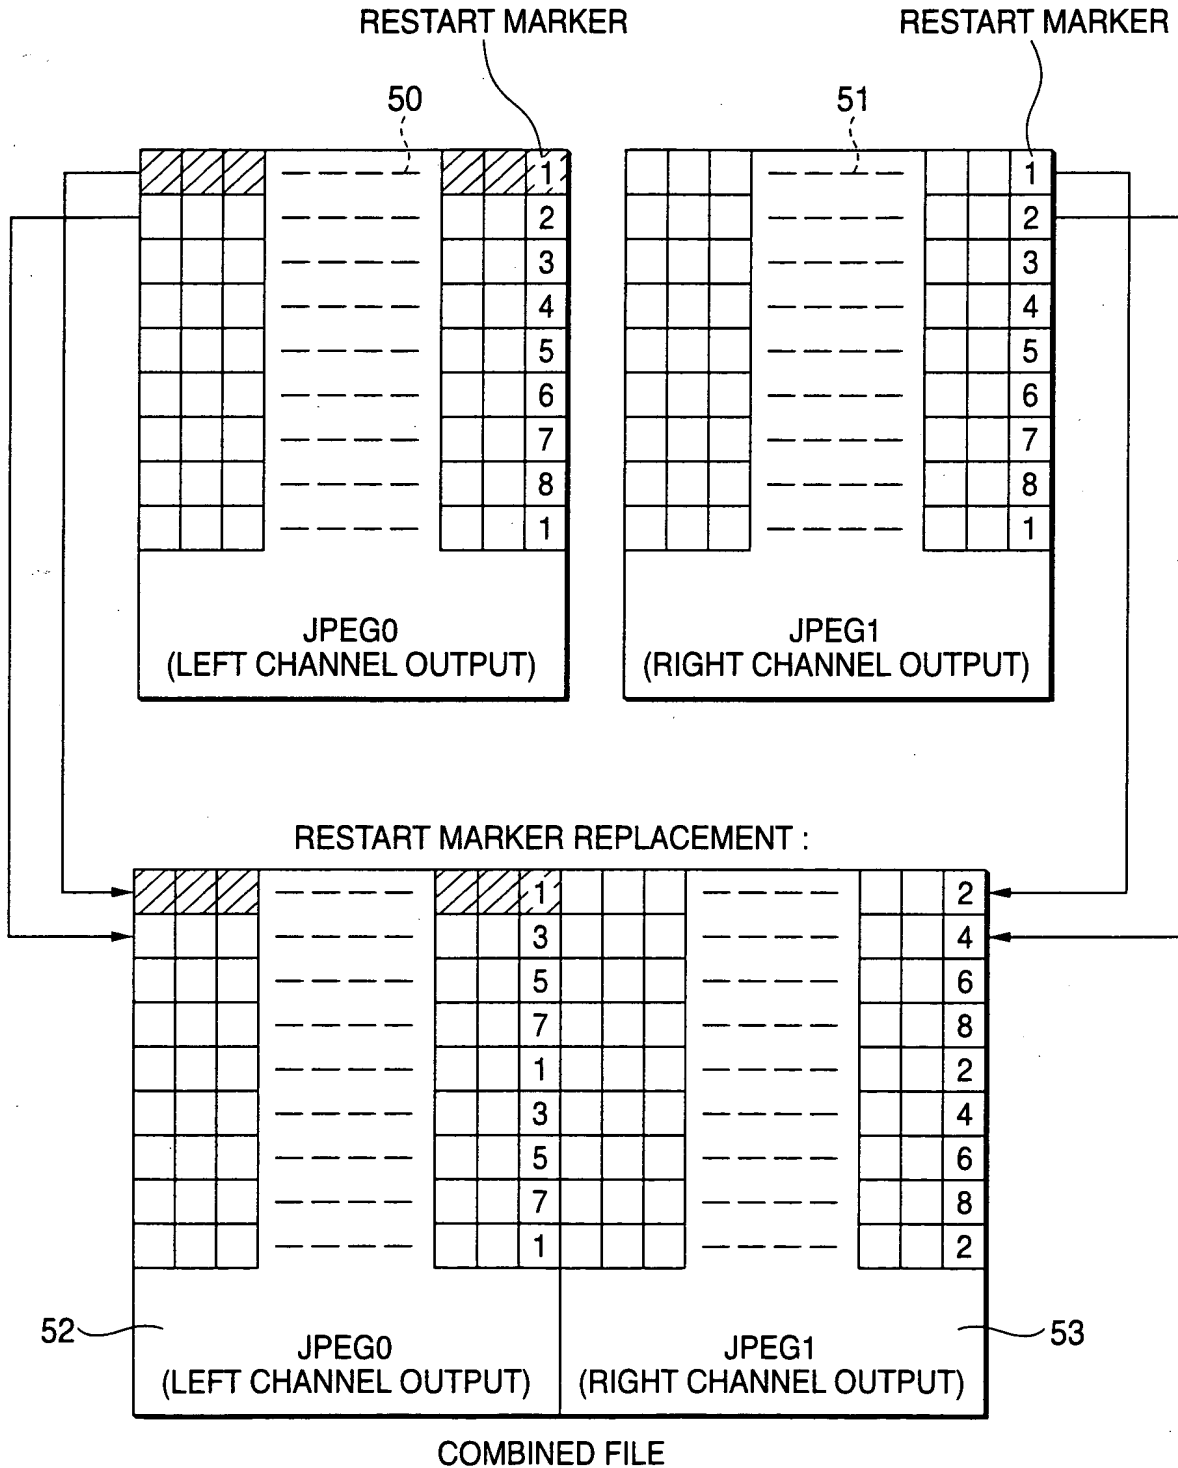 RESTART MARKER RESTART MARKER
50 51
1 1
2 2
3 3
4 4
5 5
6 6
7 7
8 8
1 1
JPEG0 JPEG1
(LEFT CHANNEL OUTPUT) (RIGHT CHANNEL OUTPUT)
RESTART MARKER REPLACEMENT :
1 2
3 4
5 6
7 8
1 2
3 4
5 6
7 8
1 2
52 53
JPEG0 JPEG1
(LEFT CHANNEL OUTPUT) (RIGHT CHANNEL OUTPUT)
COMBINED FILE